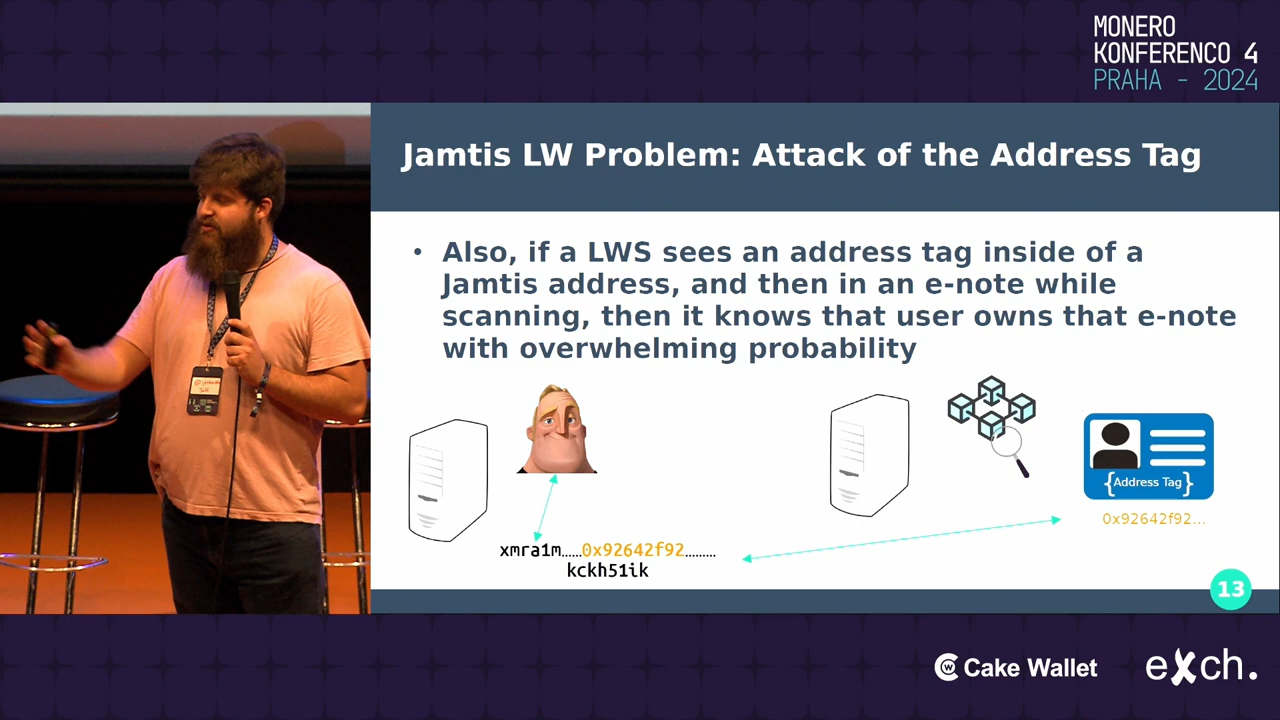 MONERO
KONFERENCO 4
PRAHA - 2024
Jamtis LW Problem: Attack of the Address Tag
• Also, if a LWS sees an address tag inside of a
Jamtis address, and then in an e-note while
scanning, then it knows that user owns that e-note
with overwhelming probability
{Address Tag}
0x92642f92...
xmra1m......0x92642f92.........
kckh51ik
13
Cake Wallet
eXch.